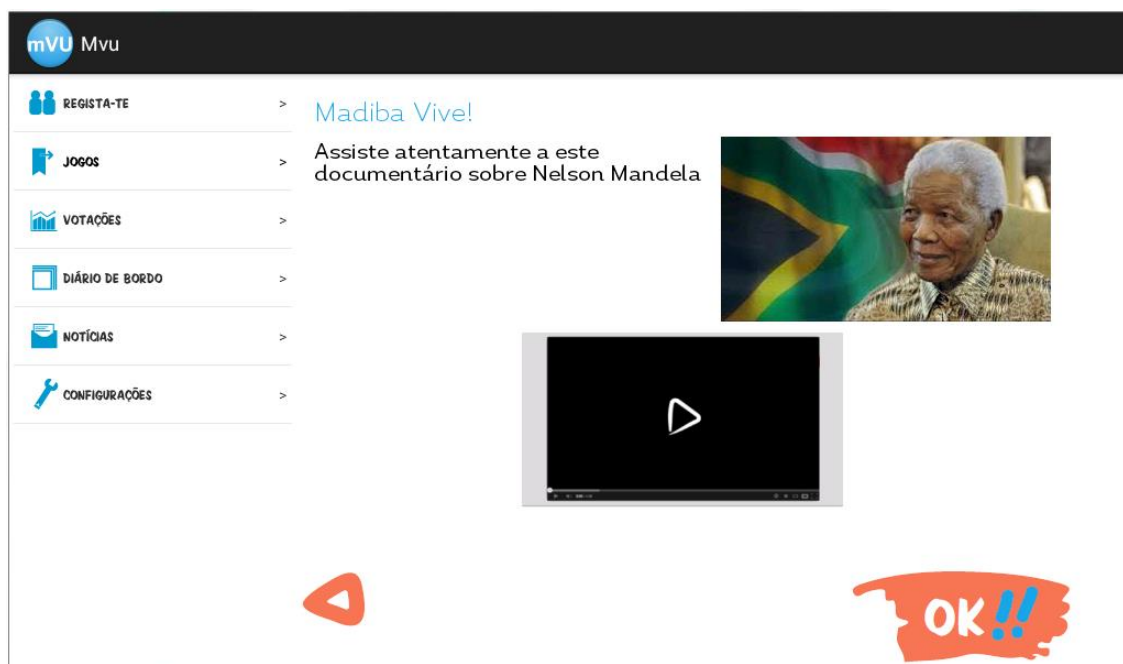 mVU Mvu
REGISTA-TE >
JOGOS >
VOTAÇÕES >
DIÁRIO DE BORDO >
NOTÍCIAS >
CONFIGURAÇÕES >
Madiba Vive!
Assiste atentamente a este
documentário sobre Nelson Mandela
OK!!